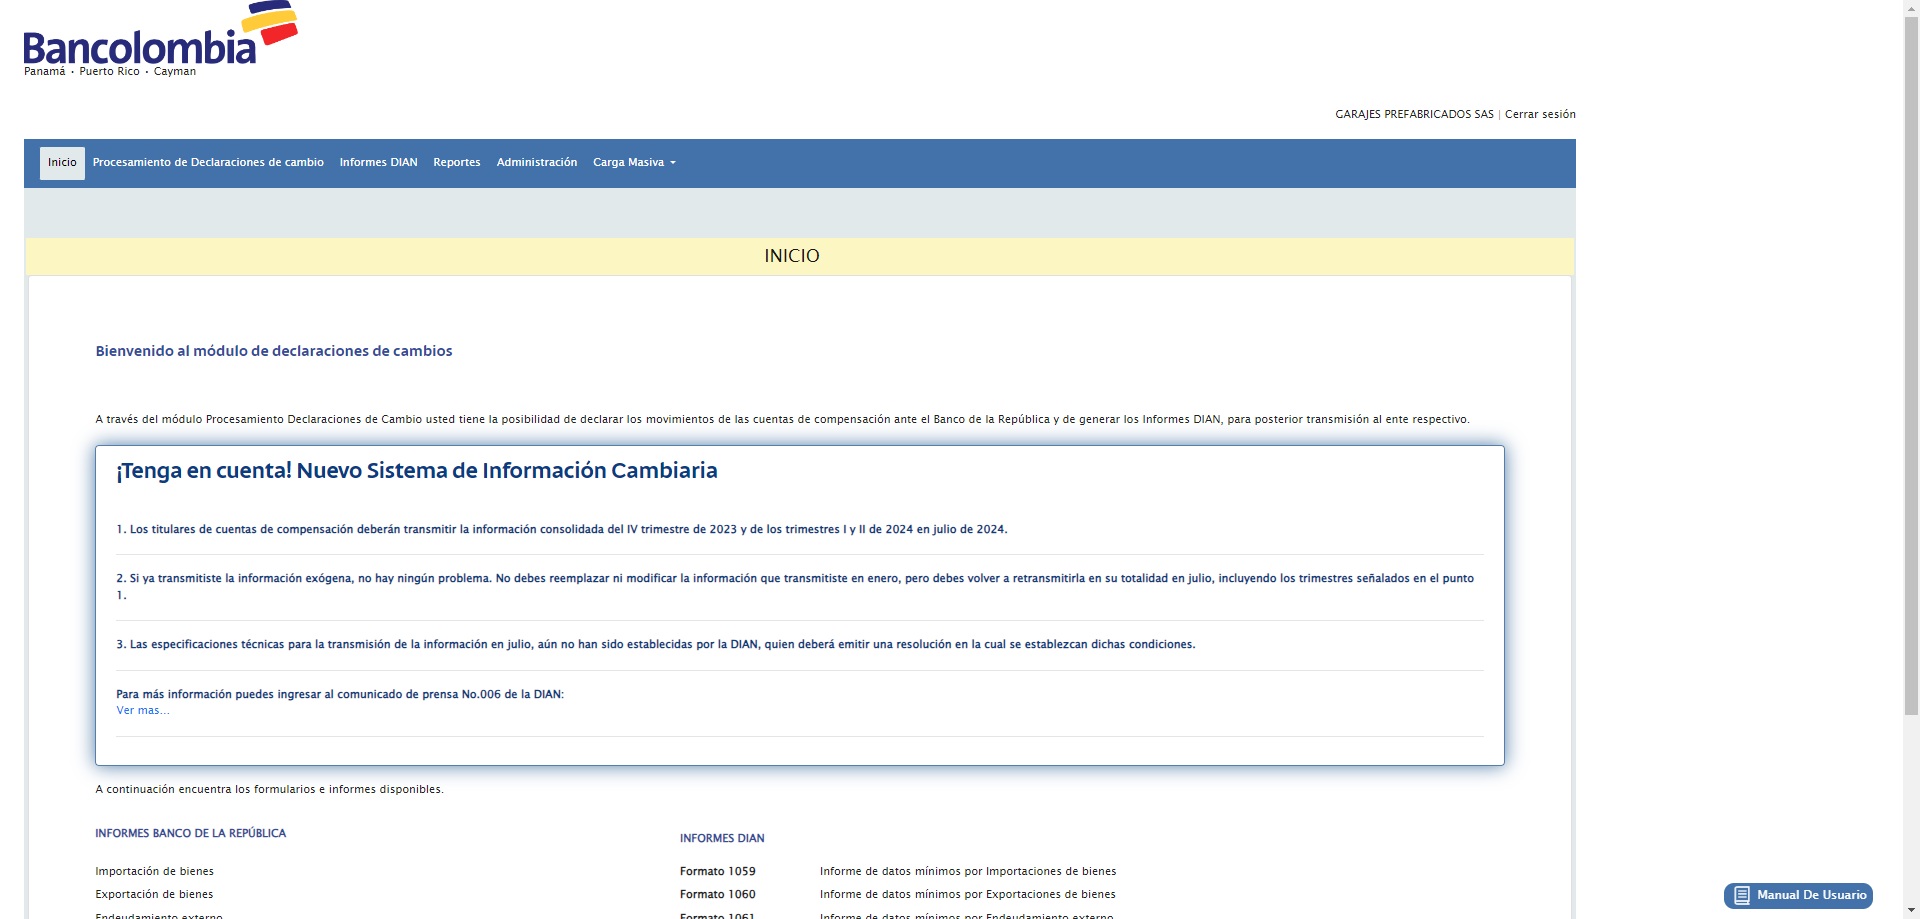 Bancolombia
Panamá · Puerto Rico · Cayman
GARAJES PREFABRICADOS SAS | Cerrar sesión
Inicio Procesamiento de Declaraciones de cambio Informes DIAN Reportes Administración Carga Masiva
INICIO
Bienvenido al módulo de declaraciones de cambios
A través del módulo Procesamiento Declaraciones de Cambio usted tiene la posibilidad de declarar los movimientos de las cuentas de compensación ante el Banco de la República y de generar los Informes DIAN, para posterior transmisión al ente respectivo.
¡Tenga en cuenta! Nuevo Sistema de Información Cambiaria
1. Los titulares de cuentas de compensación deberán transmitir la información consolidada del IV trimestre de 2023 y de los trimestres I y II de 2024 en julio de 2024.
2. Si ya transmitiste la información exógena, no hay ningún problema. No debes reemplazar ni modificar la información que transmitiste en enero, pero debes volver a retransmitirla en su totalidad en julio, incluyendo los trimestres señalados en el punto
1.
3. Las especificaciones técnicas para la transmisión de la información en julio, aún no han sido establecidas por la DIAN, quien deberá emitir una resolución en la cual se establezcan dichas condiciones.
Para más información puedes ingresar al comunicado de prensa No.006 de la DIAN:
Ver mas...
A continuación encuentra los formularios e informes disponibles.
INFORMES BANCO DE LA REPÚBLICA
INFORMES DIAN
Importación de bienes Formato 1059 Informe de datos mínimos por Importaciones de bienes
Exportación de bienes Formato 1060 Informe de datos mínimos por Exportaciones de bienes
Endeudamiento externo Formato 1061 Informe de datos mínimos por Endeudamiento externo
Manual De Usuario